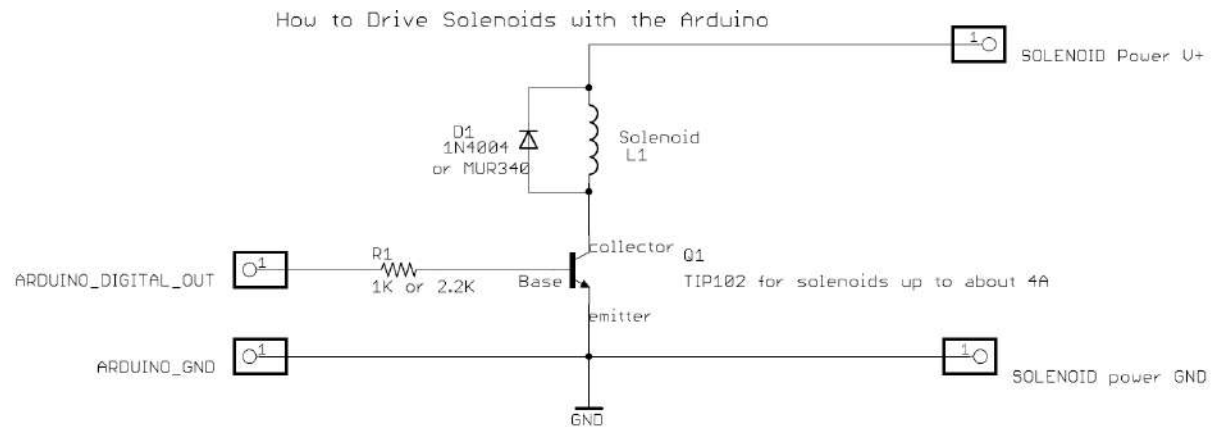 How to Drive Solenoids with the Arduino
1
SOLENOID Power V+
D1
1N4004
or MUR340
Solenoid
L1
collector
Q1
R1
1
ARDUINO_DIGITAL_OUT
1K or 2.2K
Base
TIP102 for solenoids up to about 4A
emitter
1
ARDUINO_GND
1
SOLENOID power GND
GND